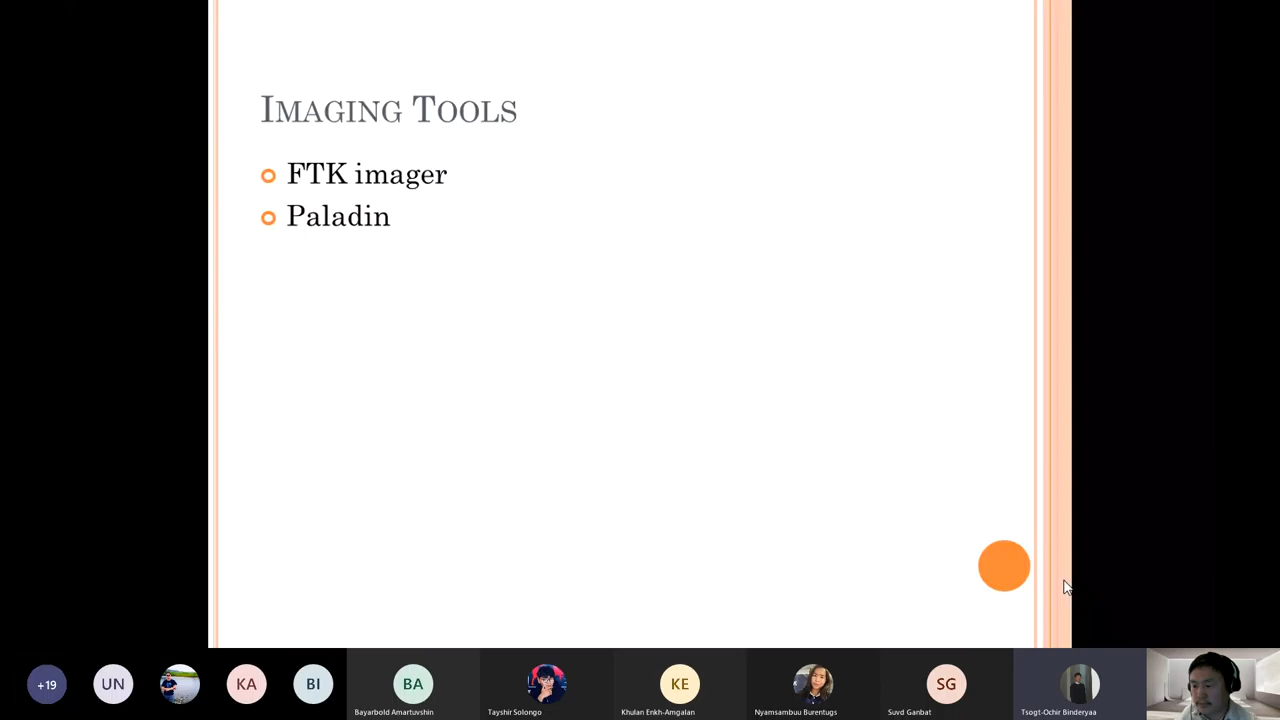 IMAGING TOOLS
FTK imager
Paladin
+19
UN
KA
BI
BA
KE
SG
Bayarbold Amartuvshin
Tayshir Solongo
Khulan Enkh-Amgalan
Nyamsambuu Burentugs
Suvd Ganbat
Tsogt-Ochir Binderyaa